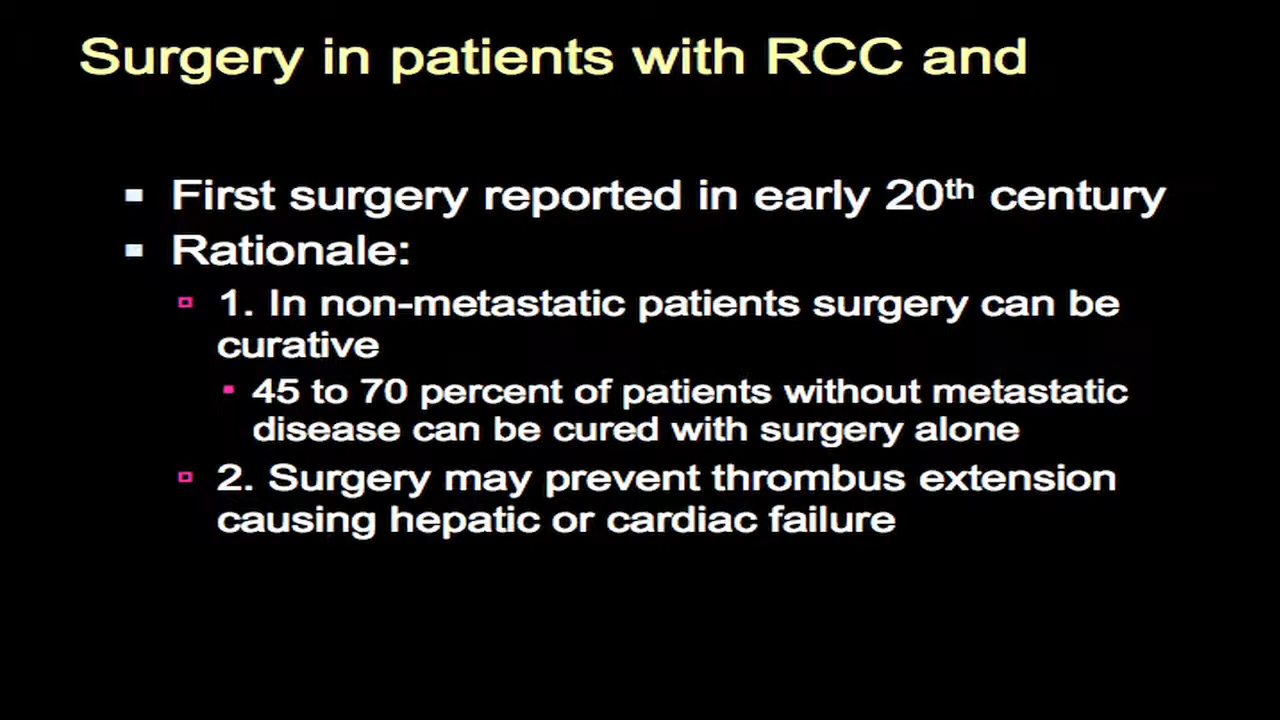 Surgery in patients with RCC and
▪ First surgery reported in early 20th century
▪ Rationale:
▫ 1. In non-metastatic patients surgery can be
curative
▪ 45 to 70 percent of patients without metastatic
disease can be cured with surgery alone
▫ 2. Surgery may prevent thrombus extension
causing hepatic or cardiac failure